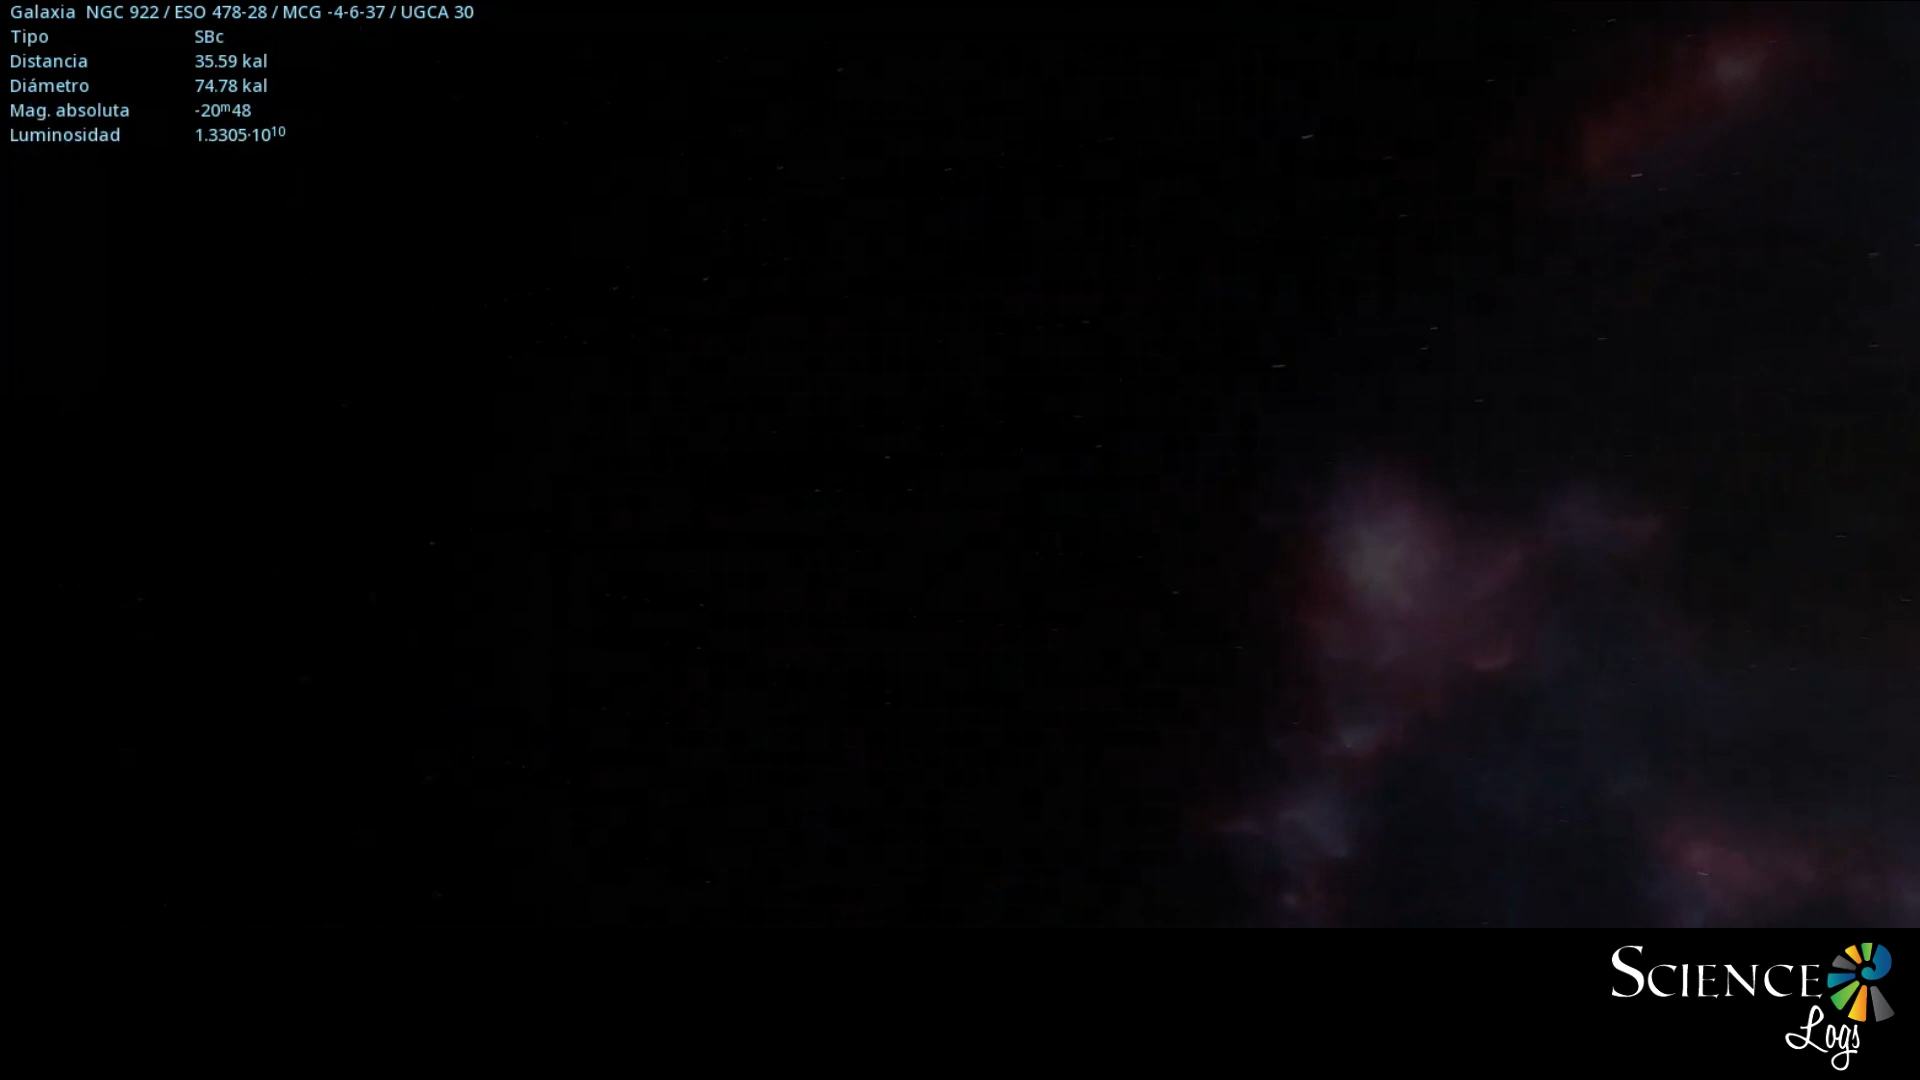 Galaxia NGC 922 / ESO 478-28 / MCG -4-6-37 / UGCA 30
Tipo SBc
Distancia 35.59 kal
Diámetro 74.78 kal
Mag. absoluta -20ᵐ48
Luminosidad 1.3305·10¹⁰
SCIENCE
Logs